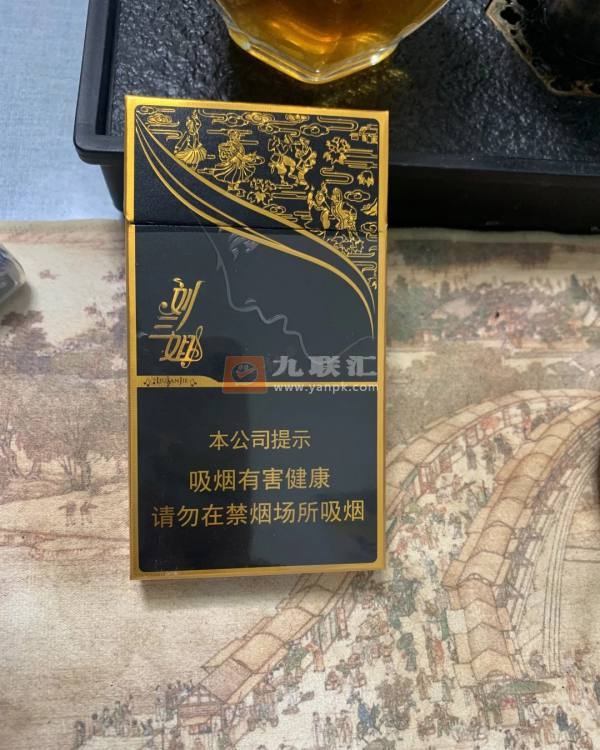 刘三姐
LIUSANJIE
九联汇
www.yanpk.com
本公司提示
吸烟有害健康
请勿在禁烟场所吸烟